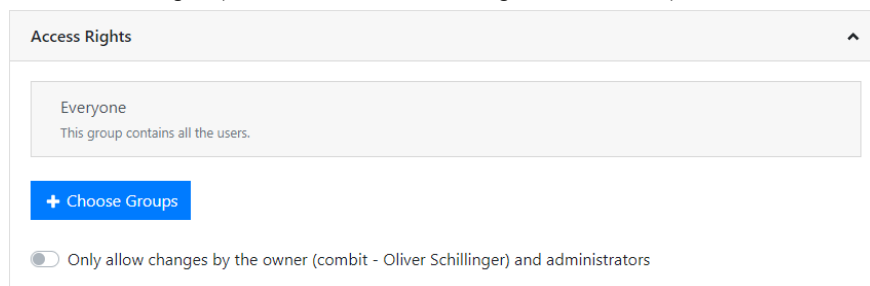 Access Rights
Everyone
This group contains all the users.
+ Choose Groups
Only allow changes by the owner (combit - Oliver Schillinger) and administrators